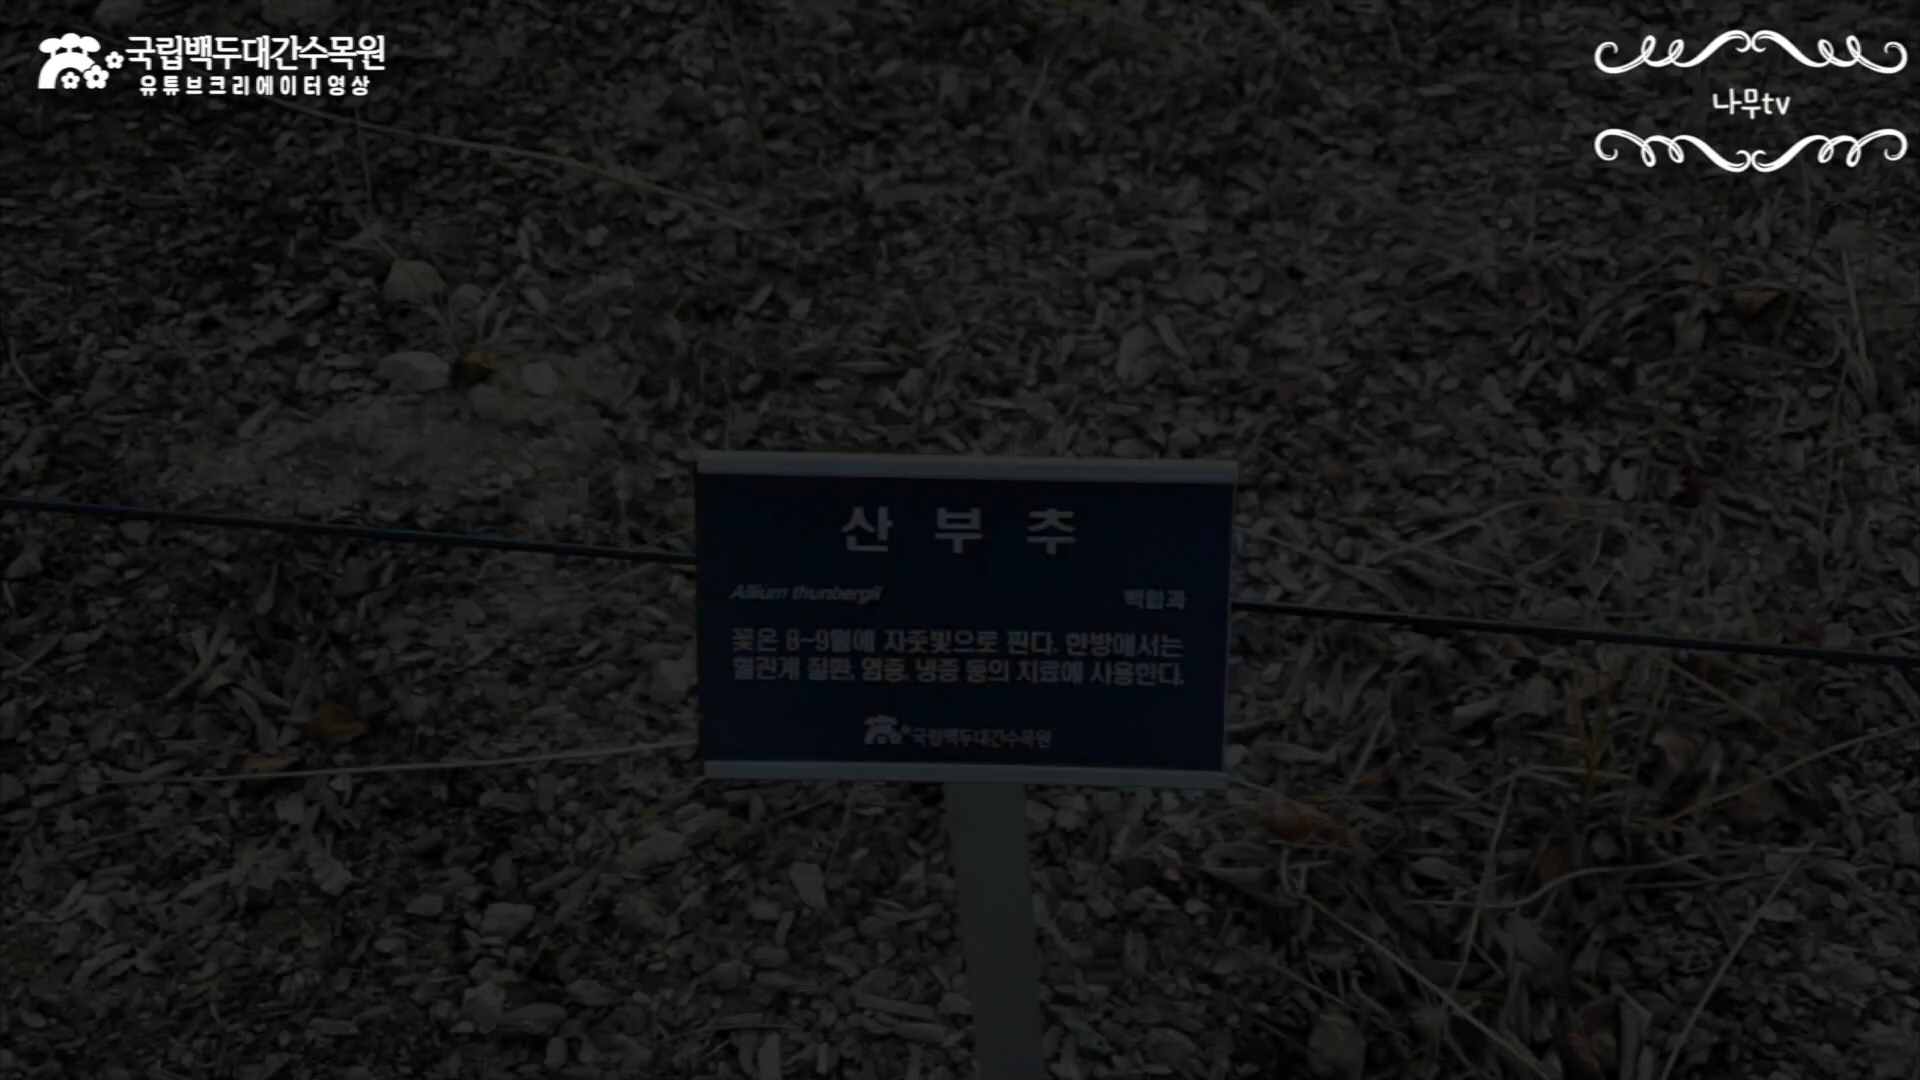 국립백두대간수목원
유튜브크리에이터영상
나무tv
산부추
Allium thunbergii 백합과
꽃은 8~9월에 자줏빛으로 핀다. 한방에서는
혈관계 질환, 염증, 냉증 등의 치료에 사용한다.
국립백두대간수목원